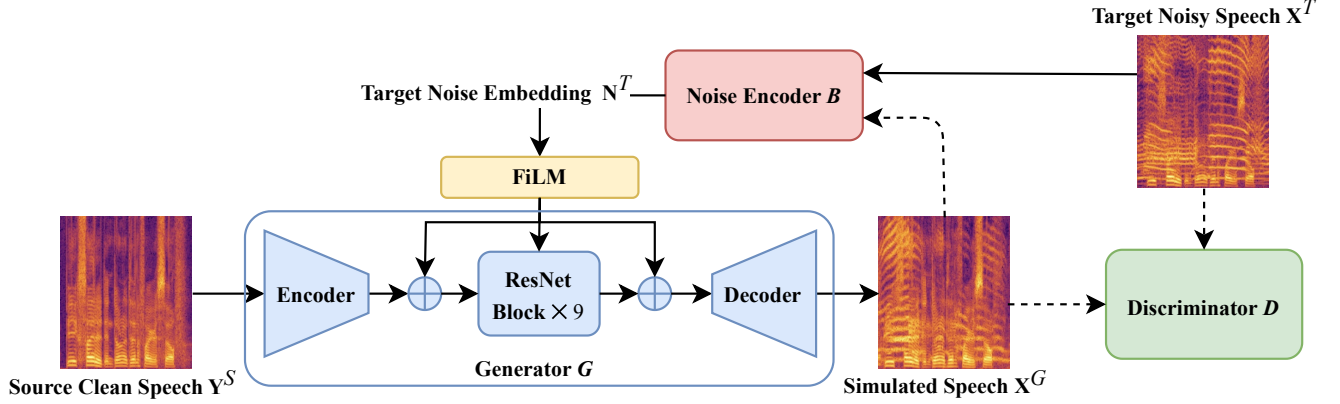 Target Noisy Speech X^T
Noise Encoder B
Target Noise Embedding N^T
FiLM
Encoder
ResNet
Block × 9
Decoder
Discriminator D
Generator G
Source Clean Speech Y^S
Simulated Speech X^G